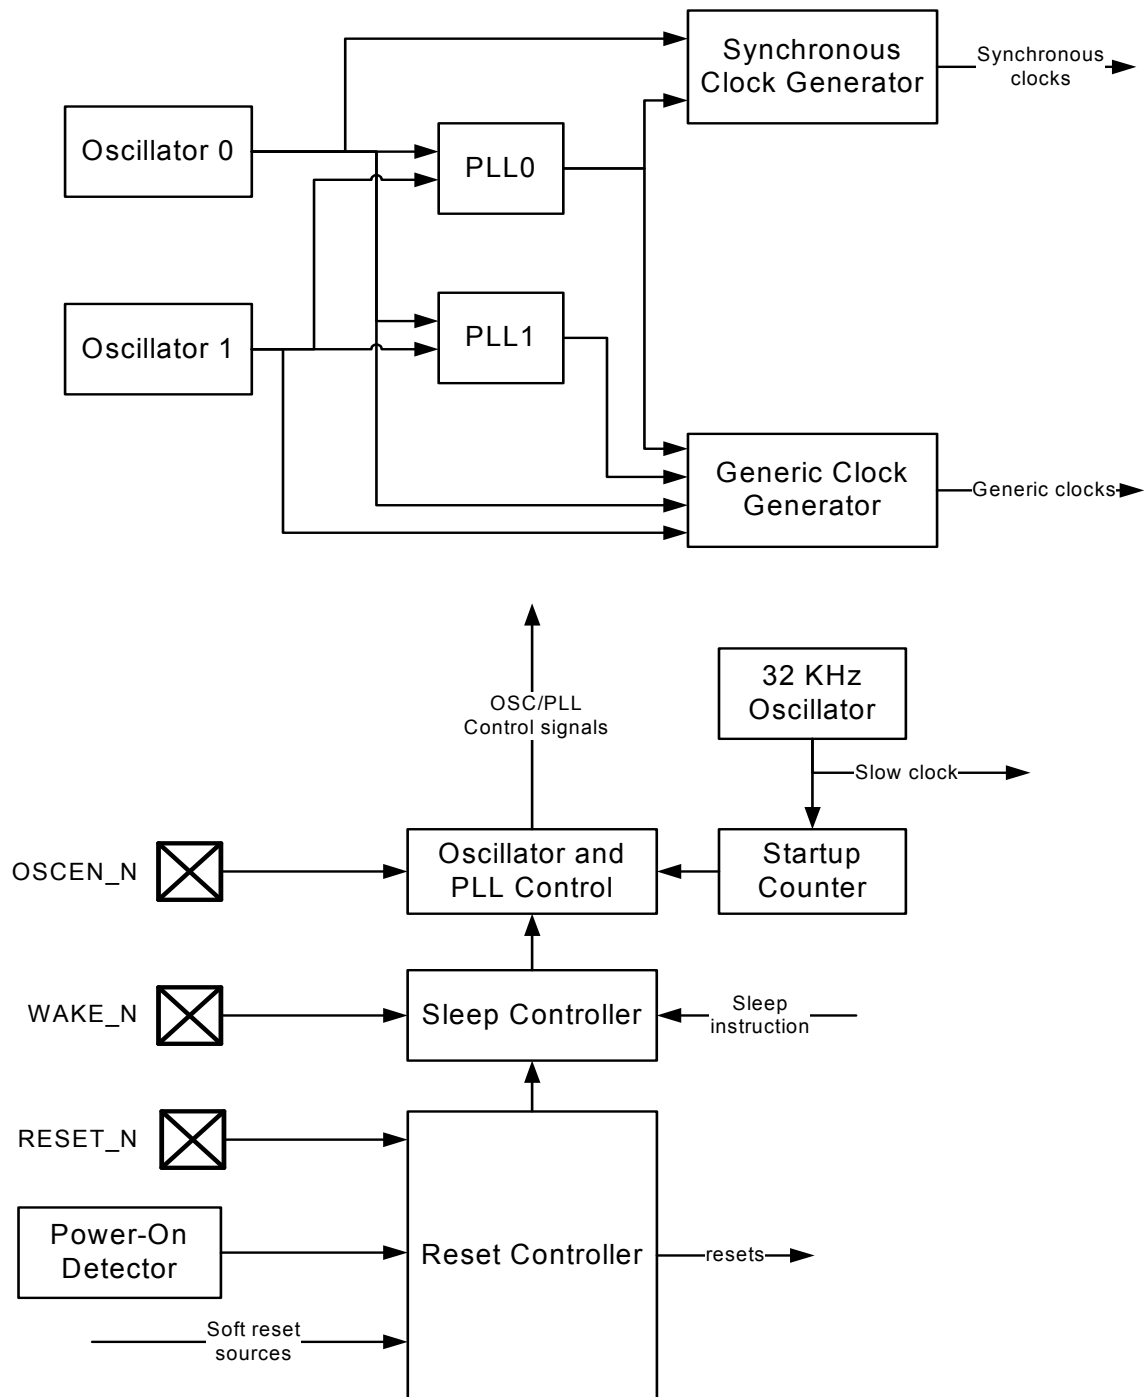 Synchronous
Clock Generator
Synchronous
clocks
Oscillator 0
PLL0
Oscillator 1
PLL1
Generic Clock
Generator
Generic clocks
OSC/PLL
Control signals
32 KHz
Oscillator
Slow clock
OSCEN_N
Oscillator and
PLL Control
Startup
Counter
WAKE_N
Sleep Controller
Sleep
instruction
RESET_N
Power-On
Detector
Reset Controller
resets
Soft reset
sources